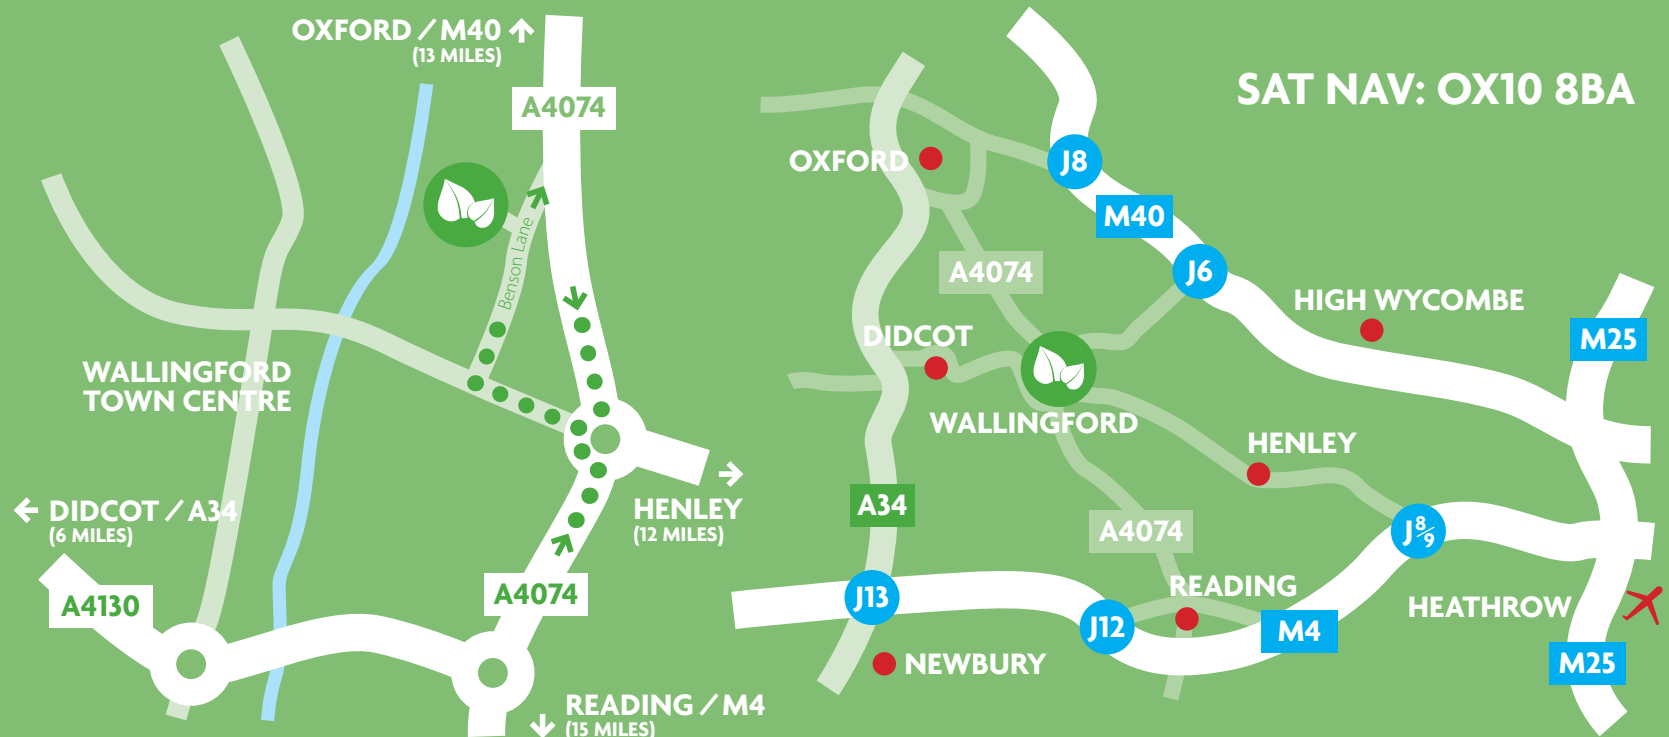 OXFORD / M40
(13 MILES)
A4074
Benson Lane
WALLINGFORD
TOWN CENTRE
DIDCOT / A34
(6 MILES)
HENLEY
(12 MILES)
A4130
A4074
READING / M4
(15 MILES)
SAT NAV: OX10 8BA
OXFORD
J8
M40
A4074
J6
HIGH WYCOMBE
M25
DIDCOT
WALLINGFORD
HENLEY
A34
A4074
J8/9
J13
READING
HEATHROW
J12
M4
NEWBURY
M25